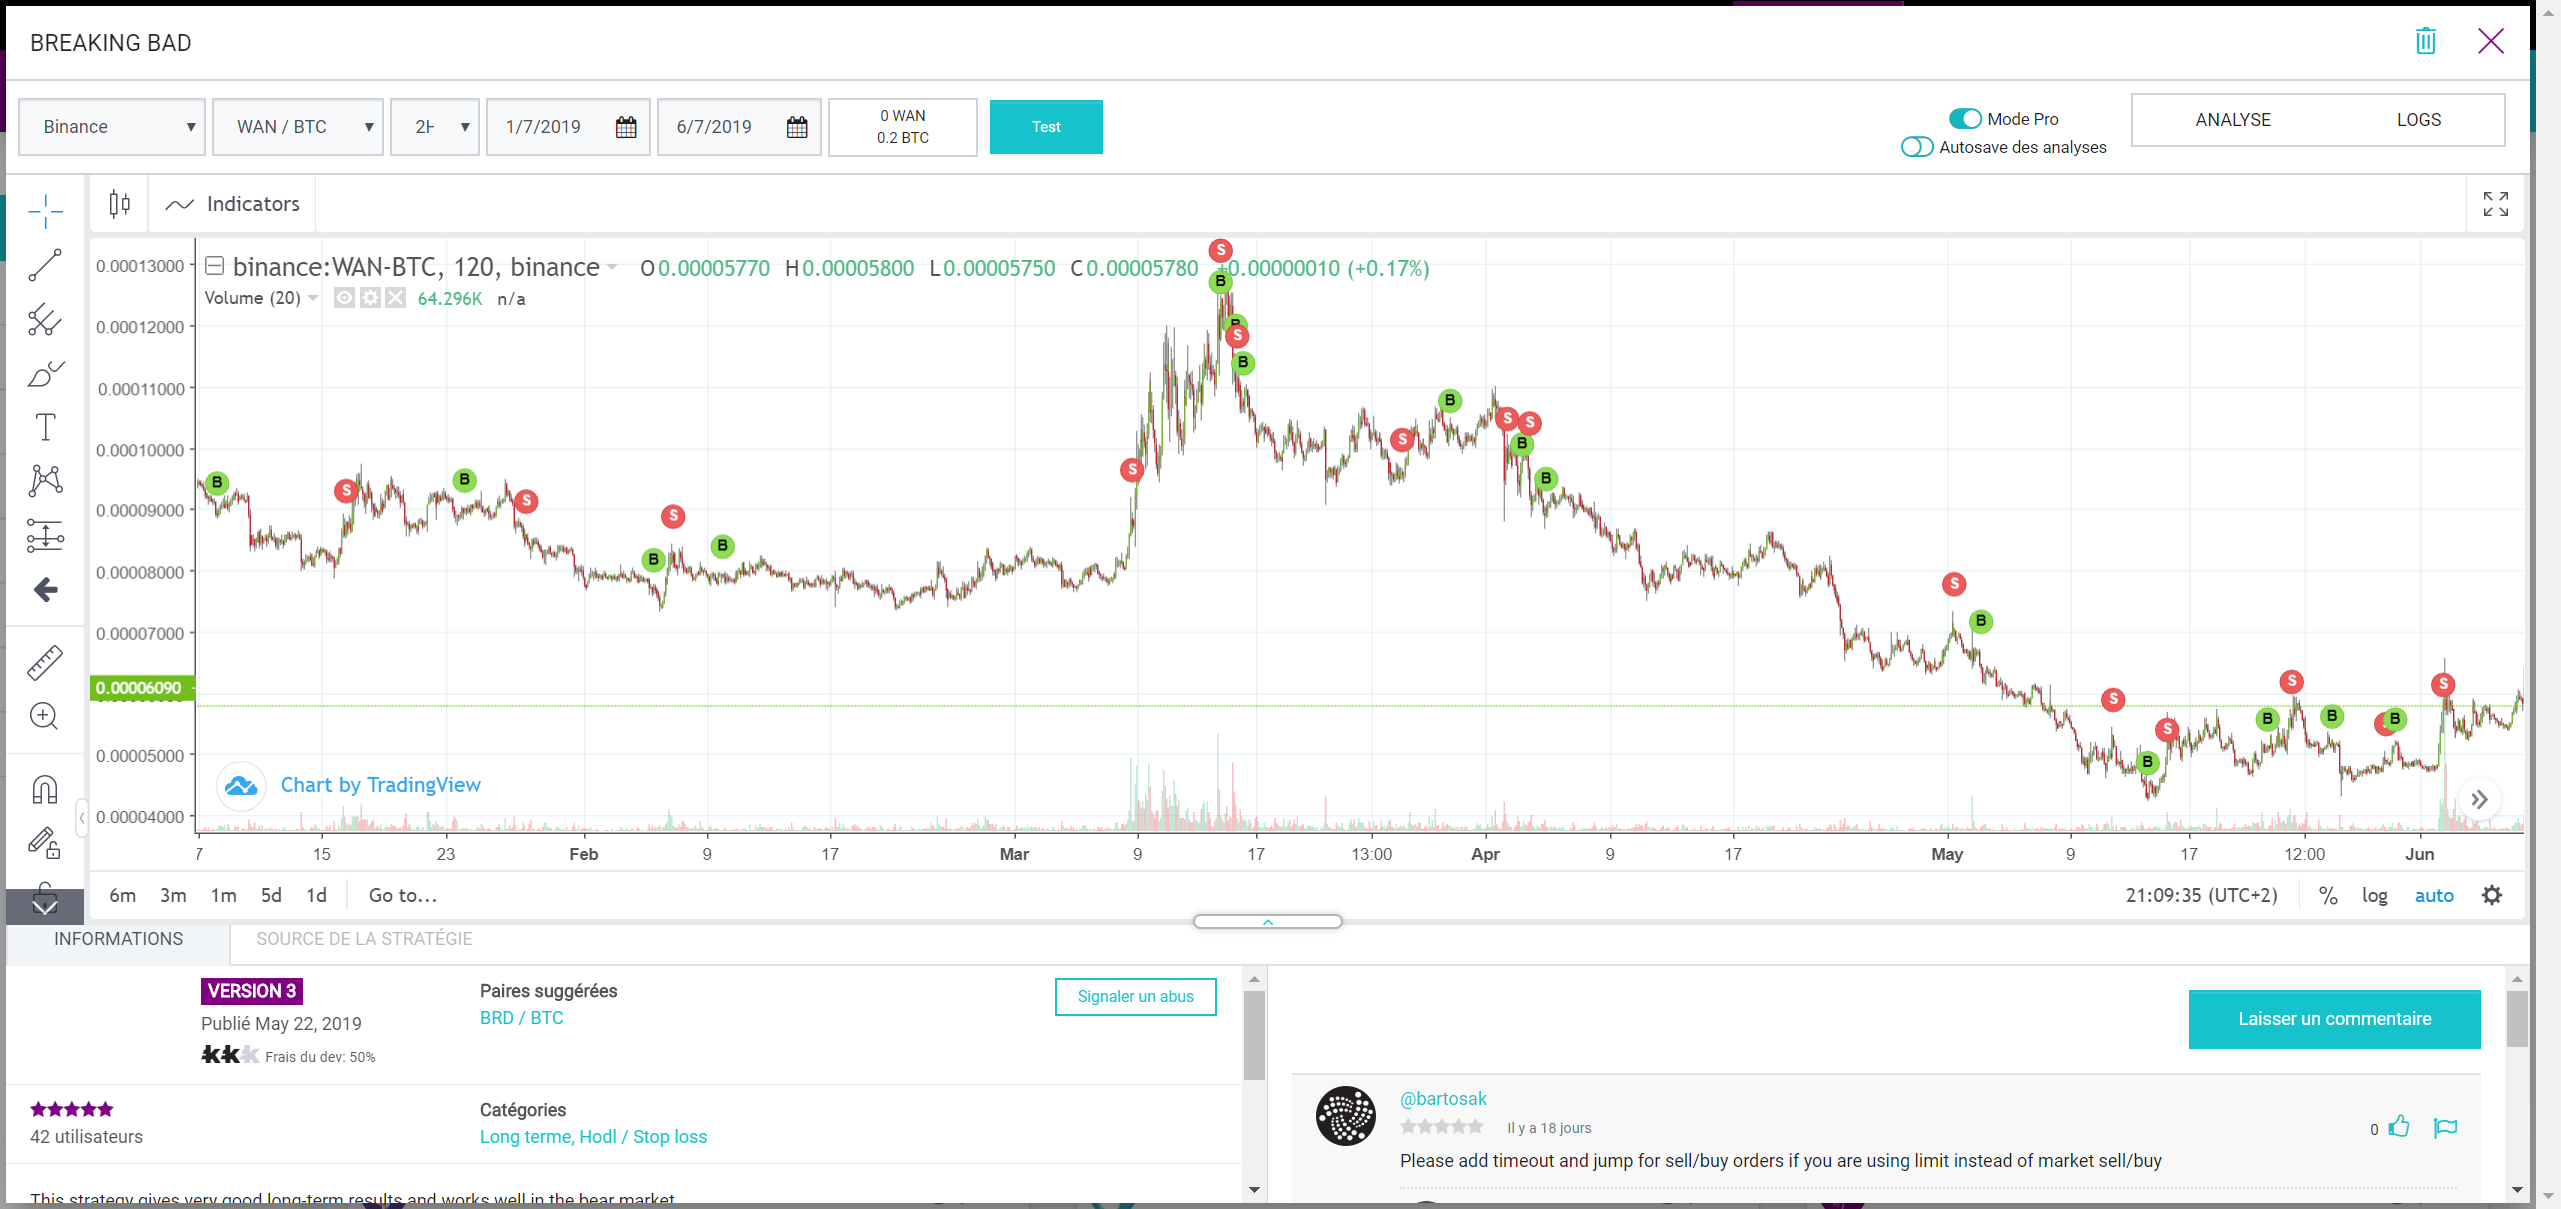 BREAKING BAD
Binance
WAN / BTC
2H
1/7/2019
6/7/2019
0 WAN
0.2 BTC
Test
Mode Pro
Autosave des analyses
ANALYSE
LOGS
Indicators
binance:WAN-BTC, 120, binance
O0.00005770 H0.00005800 L0.00005750 C0.00005780 +0.00000010 (+0.17%)
Volume (20)
64.296K n/a
0.00013000
0.00012000
0.00011000
0.00010000
0.00009000
0.00008000
0.00007000
0.00006090
0.00005000
0.00004000
S
B
B
S
B
B
S
S
B
B
S
S
S
B
B
S
B
S
B
S
B
S
B
S
B
S
S
B
B
S
B
B
S
Chart by TradingView
7 15 23 Feb 9 17 Mar 9 17 13:00 Apr 9 17 May 9 17 12:00 Jun
6m 3m 1m 5d 1d Go to...
21:09:35 (UTC+2) % log auto
INFORMATIONS
SOURCE DE LA STRATÉGIE
VERSION 3
Publié May 22, 2019
Frais du dev: 50%
Paires suggérées
BRD / BTC
Signaler un abus
42 utilisateurs
Catégories
Long terme, Hodl / Stop loss
This strategy gives very good long-term results and works well in the bear market
Laisser un commentaire
@bartosak
Il y a 18 jours
0
Please add timeout and jump for sell/buy orders if you are using limit instead of market sell/buy